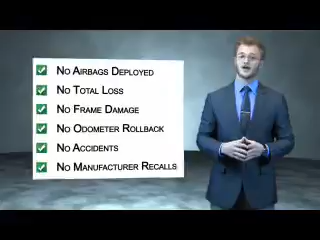 No Airbags Deployed
No Total Loss
No Frame Damage
No Odometer Rollback
No Accidents
No Manufacturer Recalls